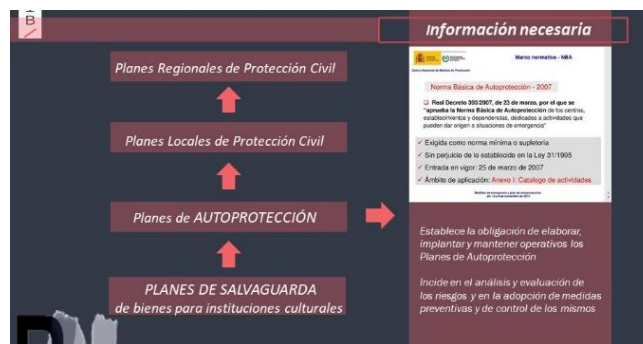 B/
Información necesaria
Planes Regionales de Protección Civil
Planes Locales de Protección Civil
Planes de AUTOPROTECCIÓN
PLANES DE SALVAGUARDA
de bienes para instituciones culturales
Marco normativo - NBA
Norma Básica de Autoprotección - 2007
Real Decreto 393/2007, de 23 de marzo, por el que se
"aprueba la Norma Básica de Autoprotección de los centros,
establecimientos y dependencias, dedicados a actividades que
pueden dar origen a situaciones de emergencia"
Exigida como norma mínima o supletoria
Sin perjuicio de lo establecido en la Ley 31/1995
Entrada en vigor: 25 de marzo de 2007
Ámbito de aplicación: Anexo I: Catalogo de actividades
Establece la obligación de elaborar,
implantar y mantener operativos los
Planes de Autoprotección
Incide en el análisis y evaluación de
los riesgos y en la adopción de medidas
preventivas y de control de los mismos